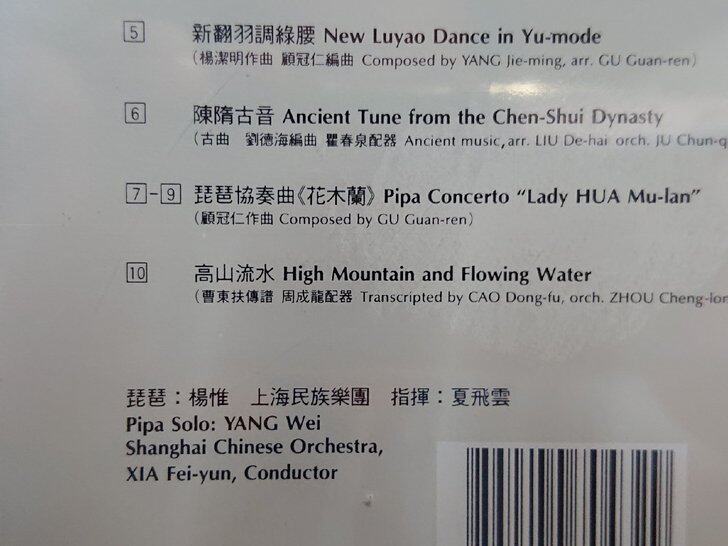 5 新翻羽調綠腰 New Luyao Dance in Yu-mode
(楊潔明作曲 顧冠仁編曲 Composed by YANG Jie-ming, arr. GU Guan-ren)
6 陳隋古音 Ancient Tune from the Chen-Shui Dynasty
(古曲 劉德海編曲 瞿春泉配器 Ancient music, arr. LIU De-hai orch. JU Chun-q
7-9 琵琶協奏曲《花木蘭》 Pipa Concerto “Lady HUA Mu-lan”
(顧冠仁作曲 Composed by GU Guan-ren)
10 高山流水 High Mountain and Flowing Water
(曹東扶傳譜 周成龍配器 Transcribed by CAO Dong-fu, orch. ZHOU Cheng-lon
琵琶：楊惟 上海民族樂團 指揮：夏飛雲
Pipa Solo: YANG Wei
Shanghai Chinese Orchestra,
XIA Fei-yun, Conductor